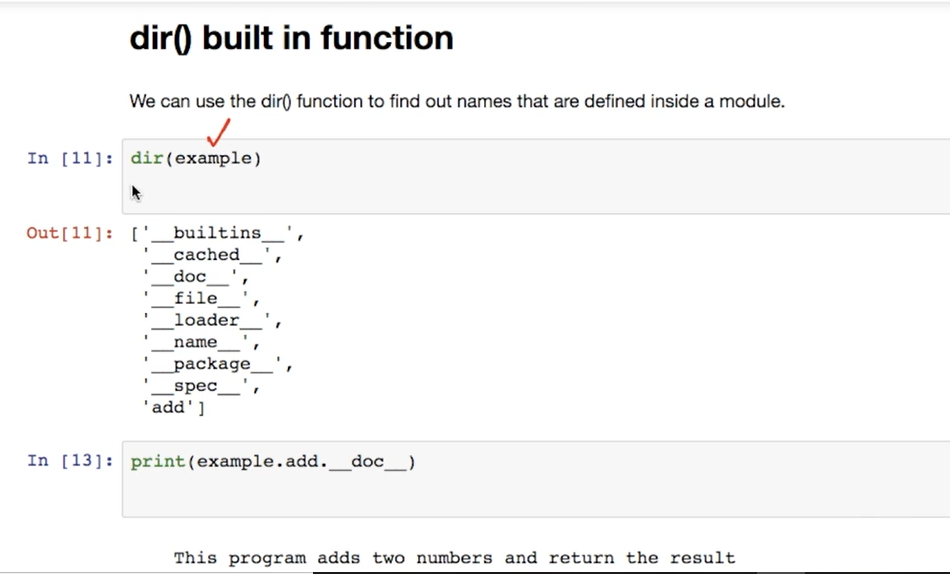 dir() built in function
We can use the dir() function to find out names that are defined inside a module.
In [11]: dir(example)
Out[11]: ['__builtins__',
'__cached__',
'__doc__',
'__file__',
'__loader__',
'__name__',
'__package__',
'__spec__',
'add']
In [13]: print(example.add.__doc__)
This program adds two numbers and return the result